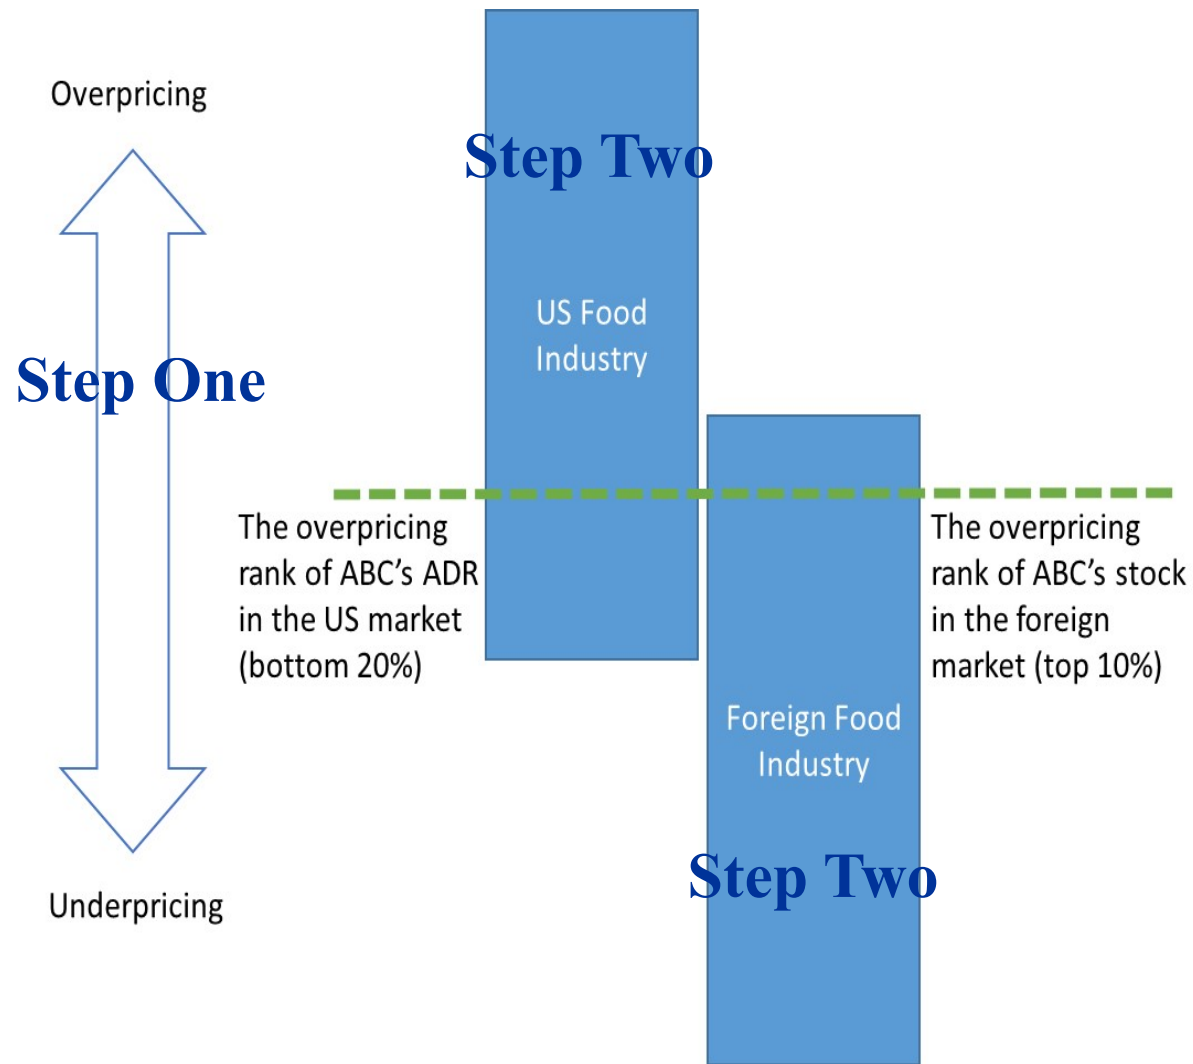 Overpricing
Step Two
US Food
Industry
Step One
The overpricing
rank of ABC’s ADR
in the US market
(bottom 20%)
The overpricing
rank of ABC’s stock
in the foreign
market (top 10%)
Foreign Food
Industry
Step Two
Underpricing